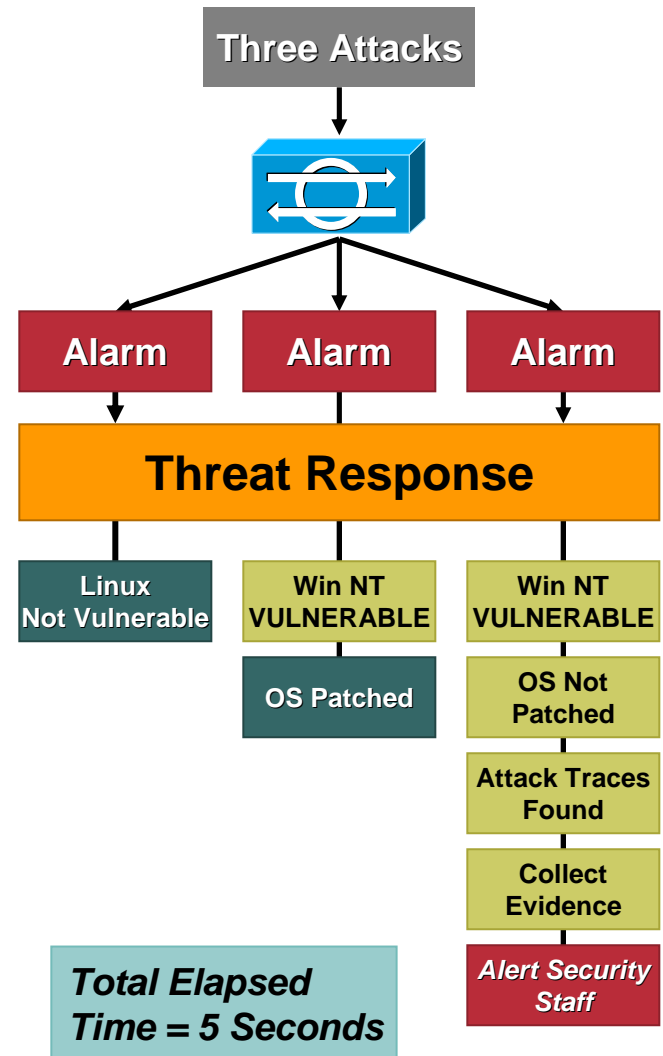 Three Attacks
Alarm
Alarm
Alarm
Threat Response
Linux
Not Vulnerable
Win NT
VULNERABLE
Win NT
VULNERABLE
OS Patched
OS Not
Patched
Attack Traces
Found
Collect
Evidence
Alert Security
Staff
Total Elapsed
Time = 5 Seconds